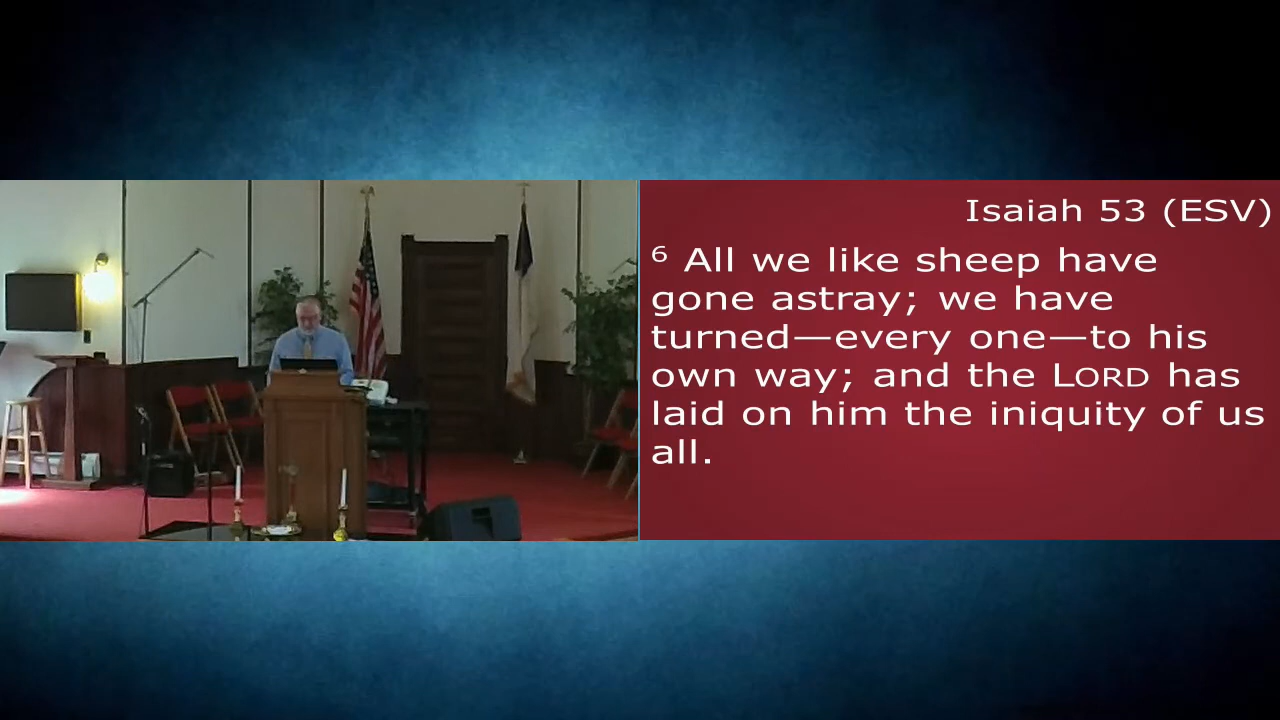 Isaiah 53 (ESV)
⁶ All we like sheep have
gone astray; we have
turned—every one—to his
own way; and the LORD has
laid on him the iniquity of us
all.